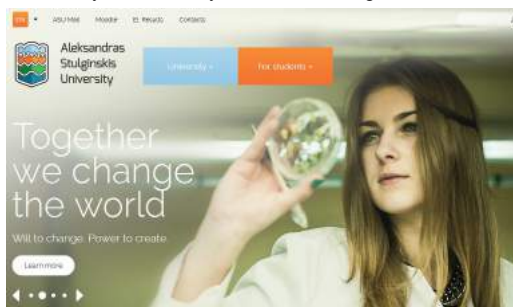 EN ASU Mail Moodle El. Results Contacts
Aleksandras
Stulginskis
University
University
For students
Together
we change
the world
Will to change. Power to create.
Learn more